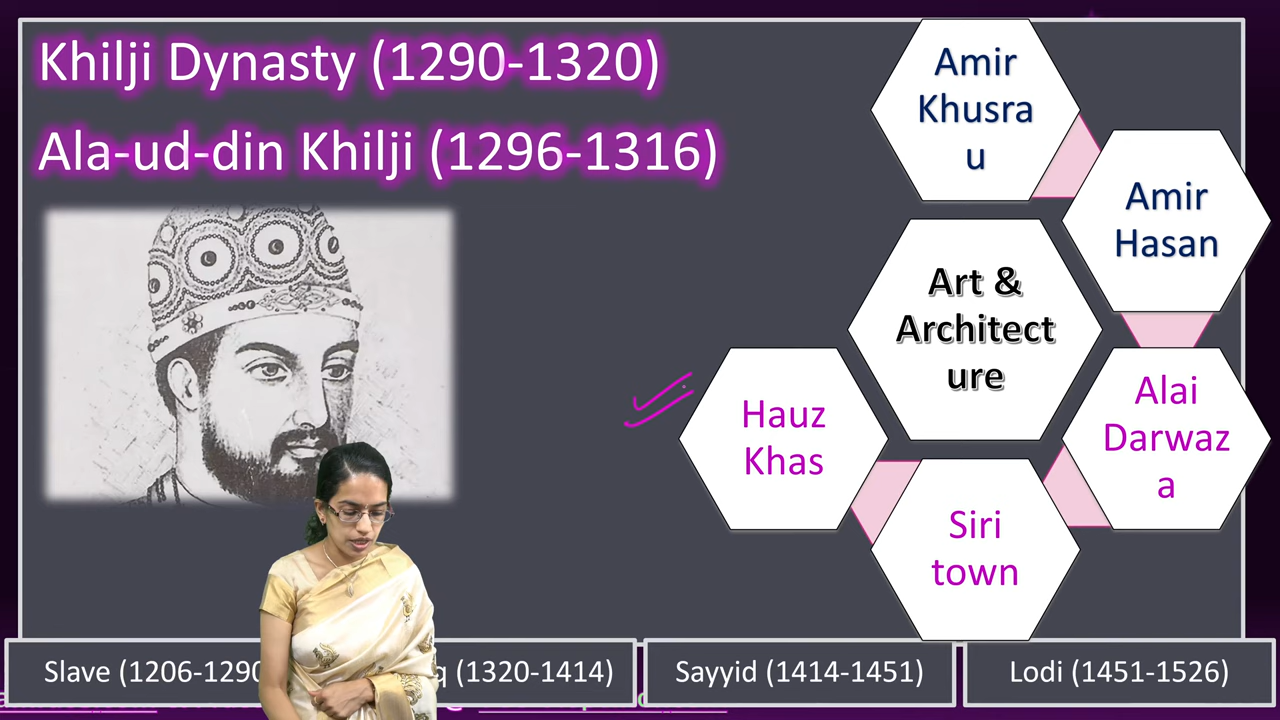 Khilji Dynasty (1290-1320)
Ala-ud-din Khilji (1296-1316)
Amir
Khusra
u
Amir
Hasan
Art &
Architect
ure
Alai
Darwaz
a
Siri
town
Hauz
Khas
Slave (1206-1290
q (1320-1414)
Sayyid (1414-1451)
Lodi (1451-1526)